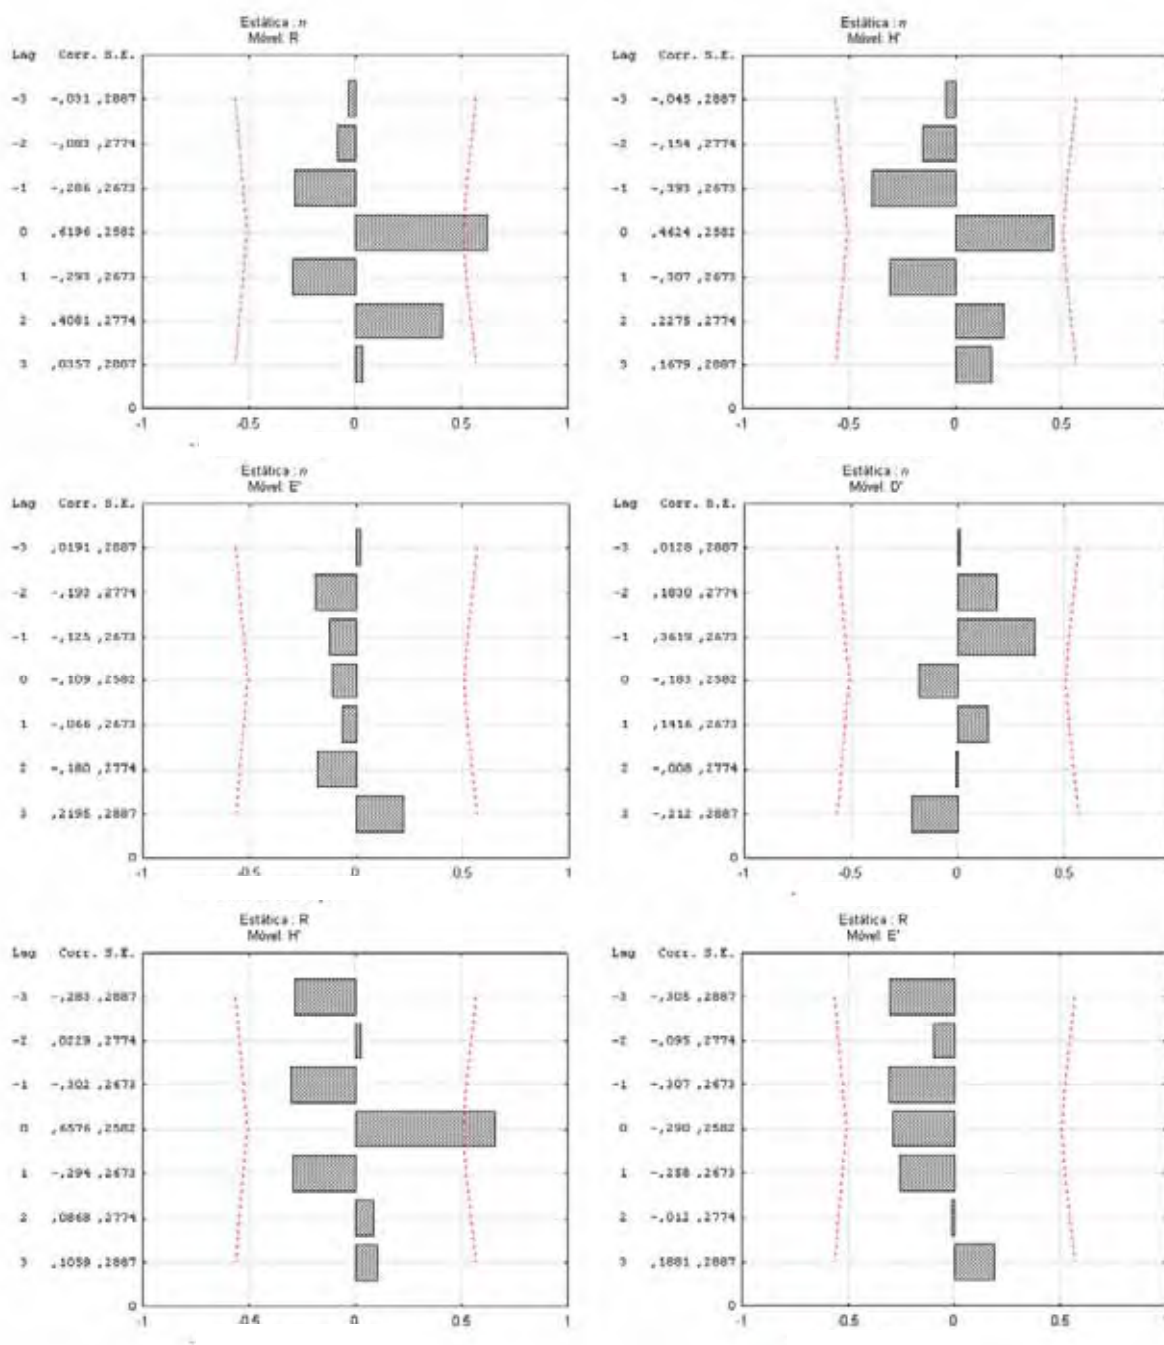 Estática : n
Móvel: R
Lag Corr. S.E.
-3 -,031 ,2887
-2 -,083 ,2774
-1 -,286 ,2673
0 ,6196 ,2582
1 -,293 ,2673
2 ,4081 ,2774
3 ,0357 ,2887
0
-1 -0.5 0 0.5 1
Estática : n
Móvel: H'
Lag Corr. S.E.
-3 -,045 ,2887
-2 -,154 ,2774
-1 -,393 ,2673
0 ,4624 ,2582
1 -,307 ,2673
2 ,2275 ,2774
3 ,1679 ,2887
0
-1 -0.5 0 0.5 1
Estática : n
Móvel: E'
Lag Corr. S.E.
-3 ,0191 ,2887
-2 -,193 ,2774
-1 -,125 ,2673
0 -,109 ,2582
1 -,066 ,2673
2 -,180 ,2774
3 ,2195 ,2887
0
-1 -0.5 0 0.5 1
Estática : n
Móvel: D'
Lag Corr. S.E.
-3 ,0128 ,2887
-2 ,1830 ,2774
-1 ,3619 ,2673
0 -,183 ,2582
1 ,1416 ,2673
2 -,008 ,2774
3 -,212 ,2887
0
-1 -0.5 0 0.5
Estática : R
Móvel: H'
Lag Corr. S.E.
-3 -,283 ,2887
-2 ,0229 ,2774
-1 -,302 ,2673
0 ,6576 ,2582
1 -,294 ,2673
2 ,0868 ,2774
3 ,1059 ,2887
0
-1 -0.5 0 0.5 1
Estática : R
Móvel: E'
Lag Corr. S.E.
-3 -,305 ,2887
-2 -,095 ,2774
-1 -,307 ,2673
0 -,290 ,2582
1 -,258 ,2673
2 -,012 ,2774
3 ,1881 ,2887
0
-1 -0.5 0 0.5 1